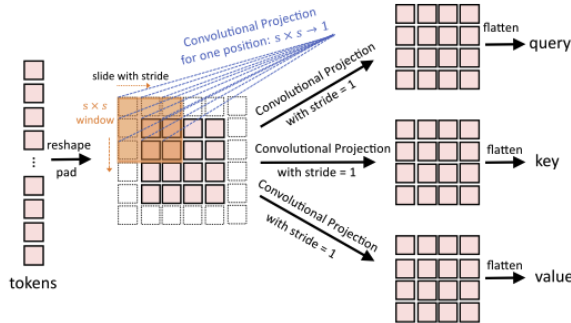 Convolutional Projection
for one position: s × s → 1
slide with stride
s × s
window
reshape
pad
tokens
Convolutional Projection
with stride = 1
flatten
query
Convolutional Projection
with stride = 1
flatten
key
Convolutional Projection
with stride = 1
flatten
value